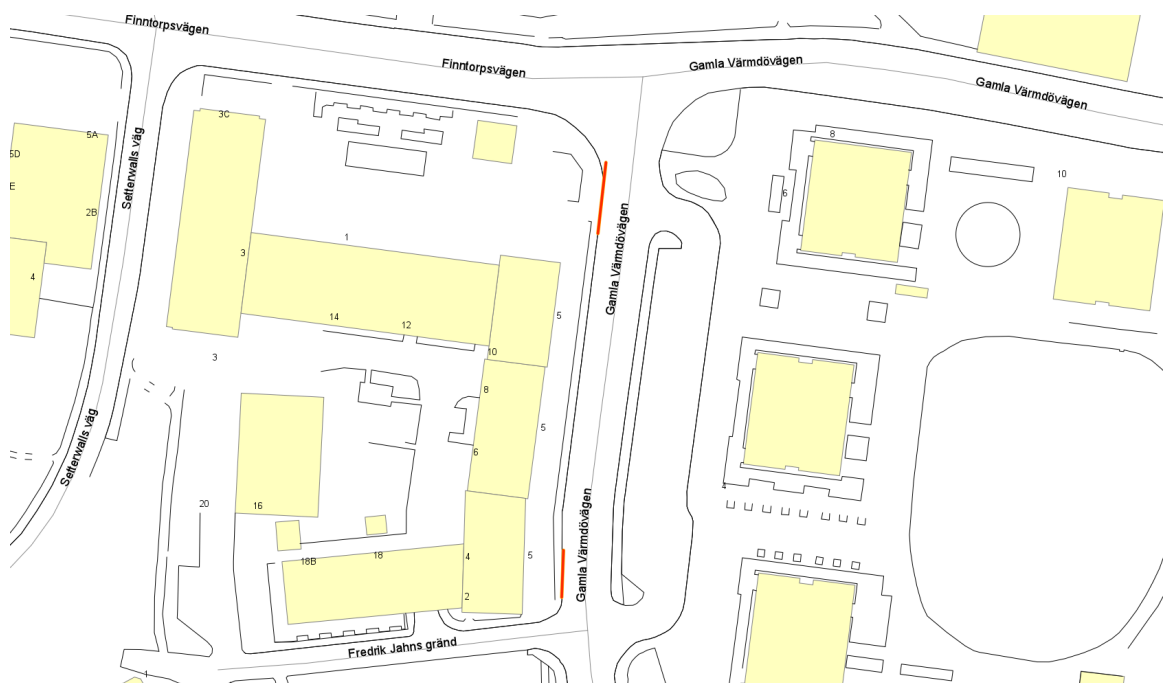 Finntorpsvägen
Finntorpsvägen
Gamla Värmdövägen
Gamla Värmdövägen
3C
5A
8
5D
10
E
Setterwalls väg
6
2B
1
3
Gamla Värmdövägen
4
14
12
5
10
3
8
Setterwalls väg
5
6
4
20
16
Gamla Värmdövägen
18B
18
4
5
2
Fredrik Jahns gränd
1